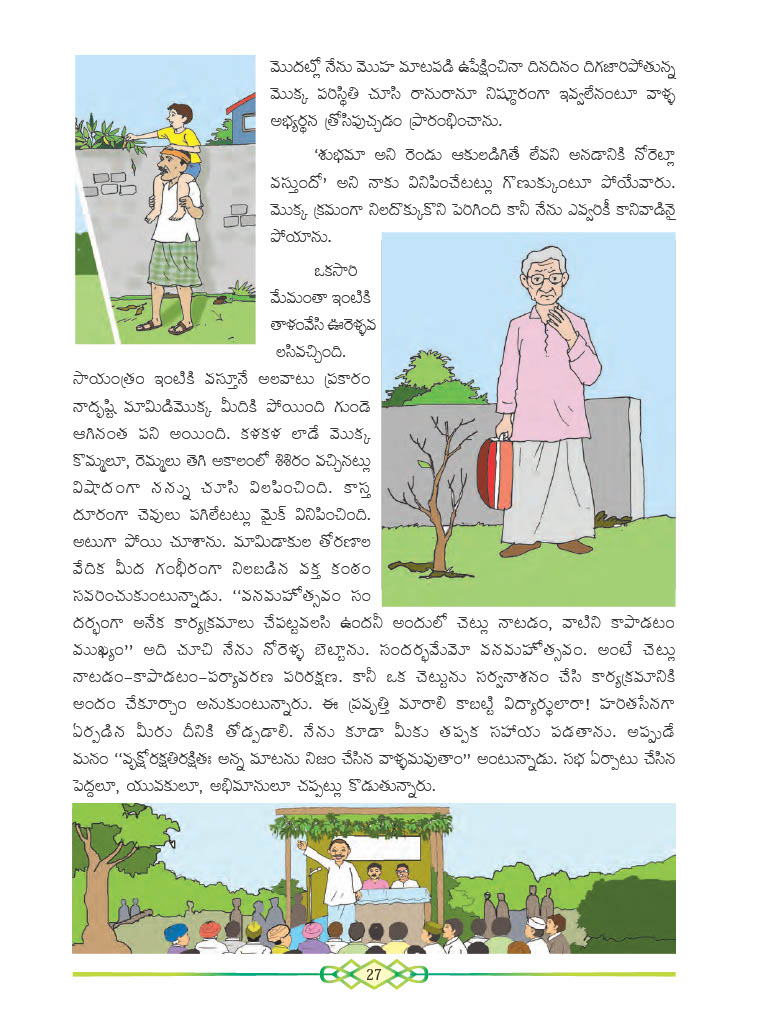 మొదట్లో నేను మొహ మాటపడి ఉపేక్షించినా దినదినం దిగజారిపోతున్న
మొక్క పరిస్థితి చూసి రానురానూ నిష్ఠూరంగా ఇవ్వలేనంటూ వాళ్ళ
అభ్యర్థన త్రోసిపుచ్చడం ప్రారంభించాను.
‘శుభమా అని రెండు ఆకులడిగితే లేవని అనడానికి నోరెట్లా
వస్తుందో’ అని నాకు వినిపించేటట్లు గొణుక్కుంటూ పోయేవారు.
మొక్క క్రమంగా నిలదొక్కుకొని పెరిగింది కానీ నేను ఎవ్వరికీ కానివాడినై
పోయాను.
ఒకసారి
మేమంతా ఇంటికి
తాళంవేసి ఊరెళ్ళవ
లసివచ్చింది.
సాయంత్రం ఇంటికి వస్తూనే అలవాటు ప్రకారం
నాదృష్టి మామిడిమొక్క మీదికి పోయింది గుండె
ఆగినంత పని అయింది. కళకళ లాడే మొక్క
కొమ్మలూ, రెమ్మలు తెగి అకాలంలో శిశిరం వచ్చినట్లు
విషాదంగా నన్ను చూసి విలపించింది. కాస్త
దూరంగా చెవులు పగిలేటట్లు మైక్ వినిపించింది.
అటుగా పోయి చూశాను. మామిడాకుల తోరణాల
వేదిక మీద గంభీరంగా నిలబడిన వక్త కంఠం
సవరించుకుంటున్నాడు. ‘‘వనమహోత్సవం సం
దర్భంగా అనేక కార్యక్రమాలు చేపట్టవలసి ఉందనీ అందులో చెట్లు నాటడం, వాటిని కాపాడటం
ముఖ్యం’’ అది చూచి నేను నోరెళ్ళ బెట్టాను. సందర్భమేమో వనమహోత్సవం. అంటే చెట్లు
నాటడం-కాపాడటం-పర్యావరణ పరిరక్షణ. కానీ ఒక చెట్టును సర్వనాశనం చేసి కార్యక్రమానికి
అందం చేకూర్చాం అనుకుంటున్నారు. ఈ ప్రవృత్తి మారాలి కాబట్టి విద్యార్థులారా! హరితసేనగా
ఏర్పడిన మీరు దీనికి తోడ్పడాలి. నేను కూడా మీకు తప్పక సహాయ పడతాను. అప్పుడే
మనం ‘‘వృక్షోరక్షతిరక్షితః అన్న మాటను నిజం చేసిన వాళ్ళమవుతాం’’ అంటున్నాడు. సభ ఏర్పాటు చేసిన
పెద్దలూ, యువకులూ, అభిమానులూ చప్పట్లు కొడుతున్నారు.
27